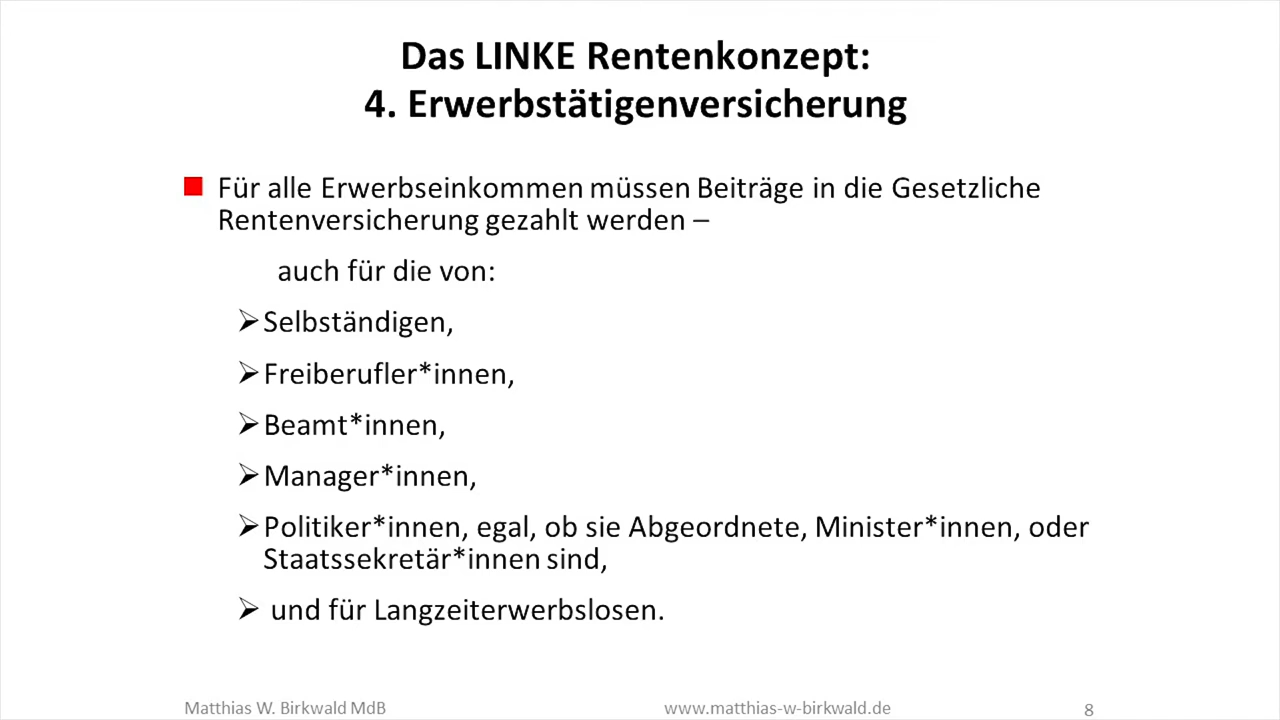 Das LINKE Rentenkonzept:
4. Erwerbstätigenversicherung
Für alle Erwerbseinkommen müssen Beiträge in die Gesetzliche
Rentenversicherung gezahlt werden –
auch für die von:
Selbständigen,
Freiberufler*innen,
Beamt*innen,
Manager*innen,
Politiker*innen, egal, ob sie Abgeordnete, Minister*innen, oder
Staatssekretär*innen sind,
und für Langzeiterwerbslosen.
Matthias W. Birkwald MdB www.matthias-w-birkwald.de 8